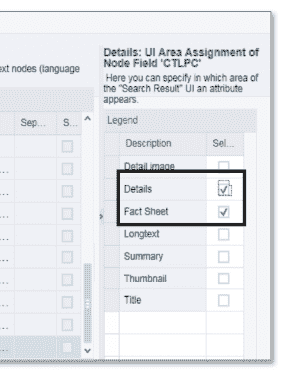 ext nodes (language
Sep... S...
...
...
...
...
...
...
...
Details: UI Area Assignment of
Node Field 'CTLPC'
Here you can specify in which area of
the "Search Result" UI an attribute
appears.
Legend
Description Sel...
Detail image
Details
Fact Sheet
Longtext
Summary
Thumbnail
Title